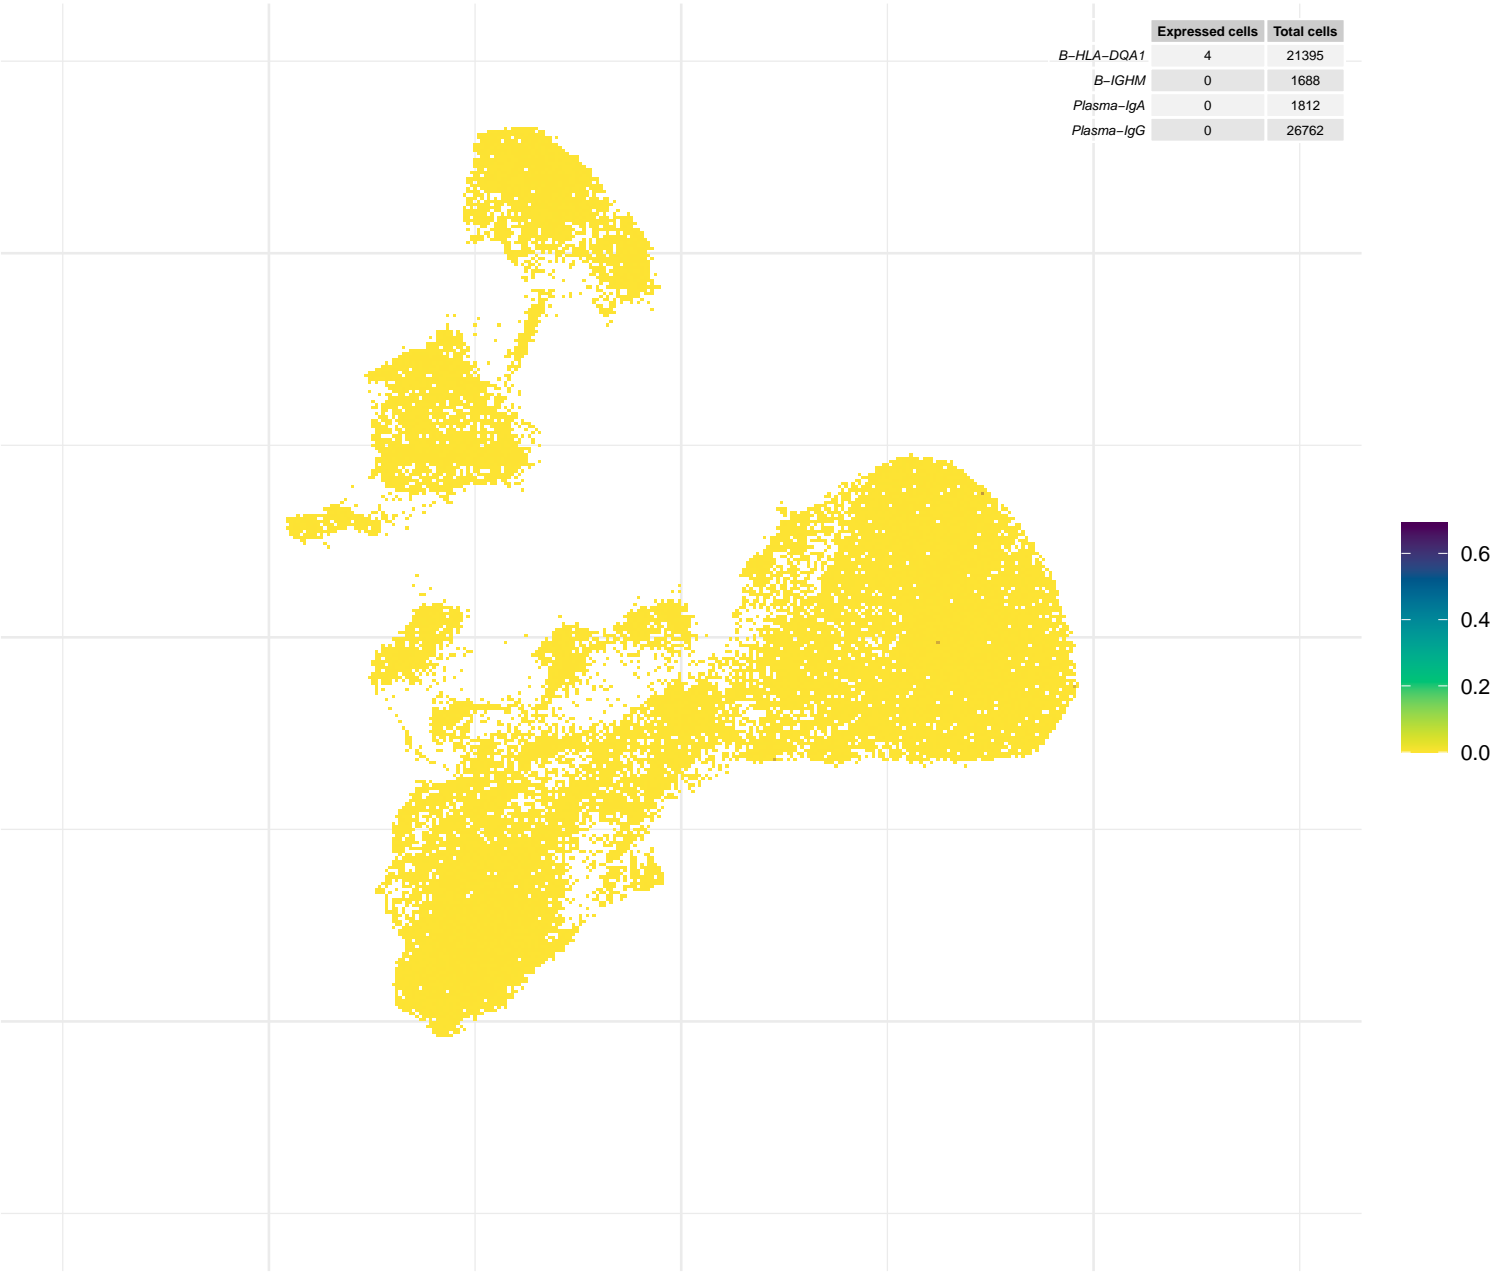 Expressed cells Total cells
B−HLA−DQA1 4 21395
B−IGHM 0 1688
Plasma−IgA 0 1812
Plasma−IgG 0 26762
0.6
0.4
0.2
0.0